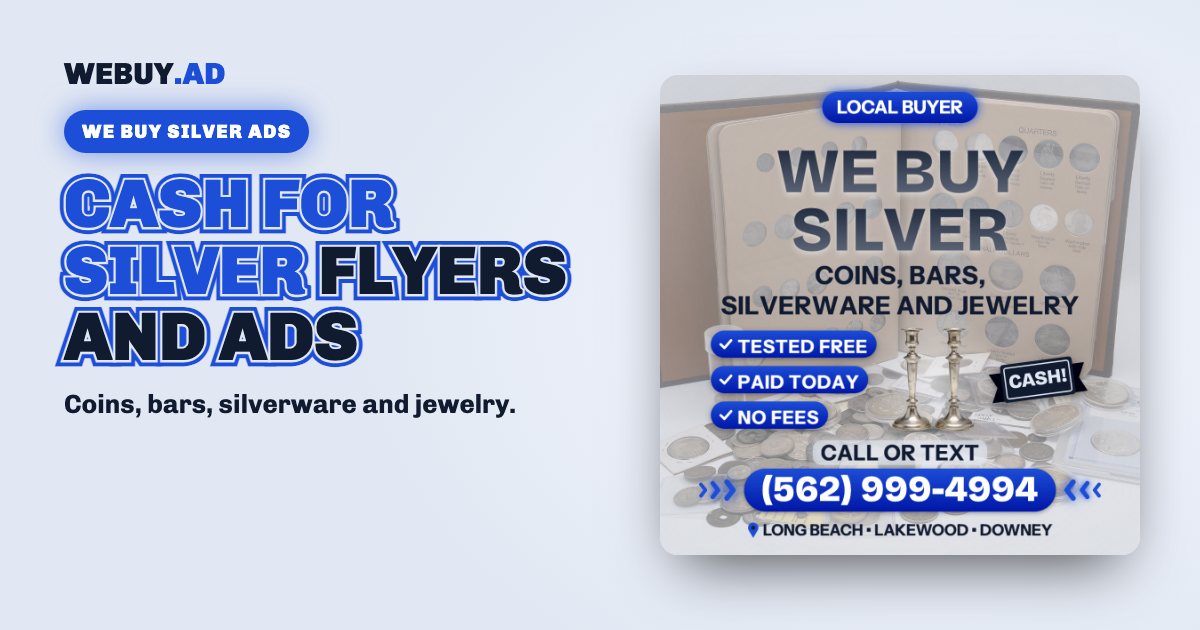 WEBUY.AD
WE BUY SILVER ADS
CASH FOR
SILVER FLYERS
AND ADS
Coins, bars, silverware and jewelry.
LOCAL BUYER
QUARTERS
WE BUY
SILVER
COINS, BARS,
SILVERWARE AND JEWELRY
✓ TESTED FREE
✓ PAID TODAY
✓ NO FEES
CASH!
CALL OR TEXT
››› (562) 999-4994 ‹‹‹
LONG BEACH ▪ LAKEWOOD ▪ DOWNEY